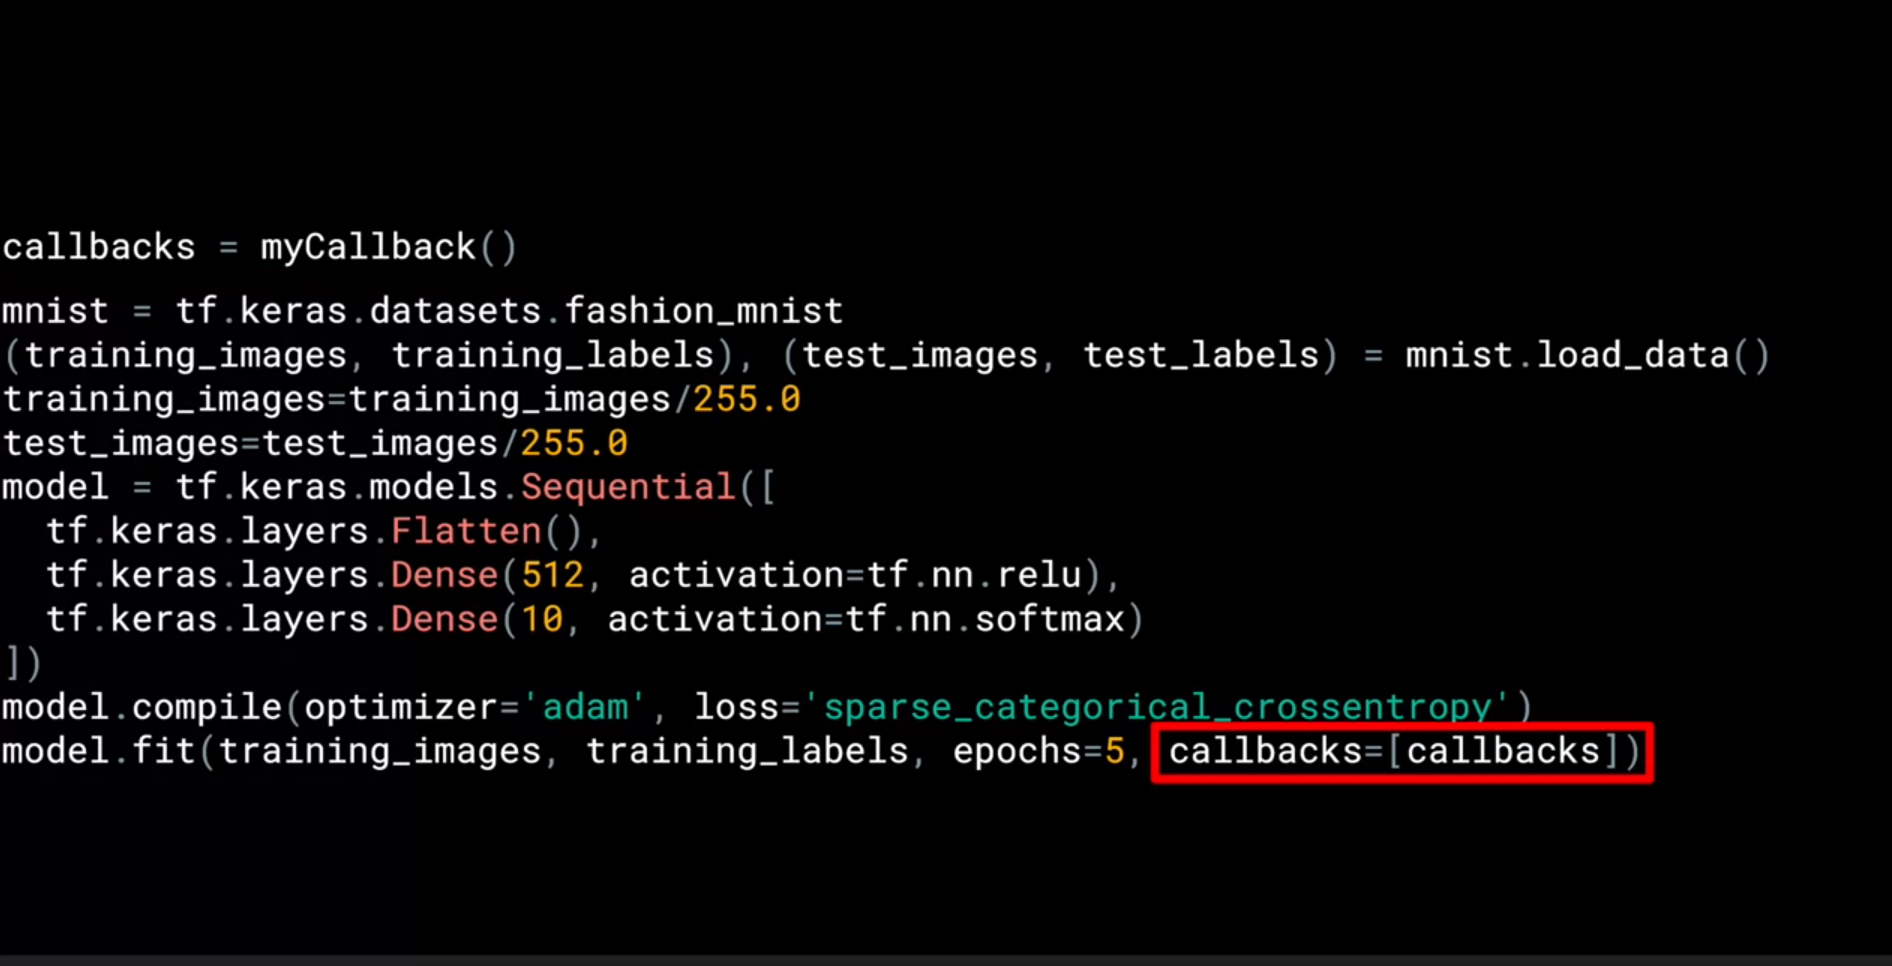 callbacks = myCallback()
mnist = tf.keras.datasets.fashion_mnist
(training_images, training_labels), (test_images, test_labels) = mnist.load_data()
training_images=training_images/255.0
test_images=test_images/255.0
model = tf.keras.models.Sequential([
  tf.keras.layers.Flatten(),
  tf.keras.layers.Dense(512, activation=tf.nn.relu),
  tf.keras.layers.Dense(10, activation=tf.nn.softmax)
])
model.compile(optimizer='adam', loss='sparse_categorical_crossentropy')
model.fit(training_images, training_labels, epochs=5, callbacks=[callbacks])